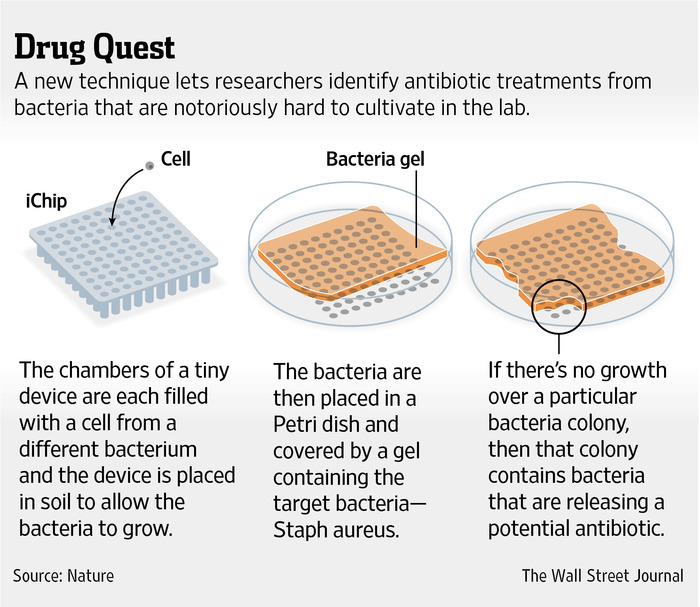 Drug Quest
A new technique lets researchers identify antibiotic treatments from
bacteria that are notoriously hard to cultivate in the lab.
Cell
iChip
Bacteria gel
The chambers of a tiny
device are each filled
with a cell from a
different bacterium
and the device is placed
in soil to allow the
bacteria to grow.
The bacteria are
then placed in a
Petri dish and
covered by a gel
containing the
target bacteria—
Staph aureus.
If there's no growth
over a particular
bacteria colony,
then that colony
contains bacteria
that are releasing a
potential antibiotic.
Source: Nature
The Wall Street Journal